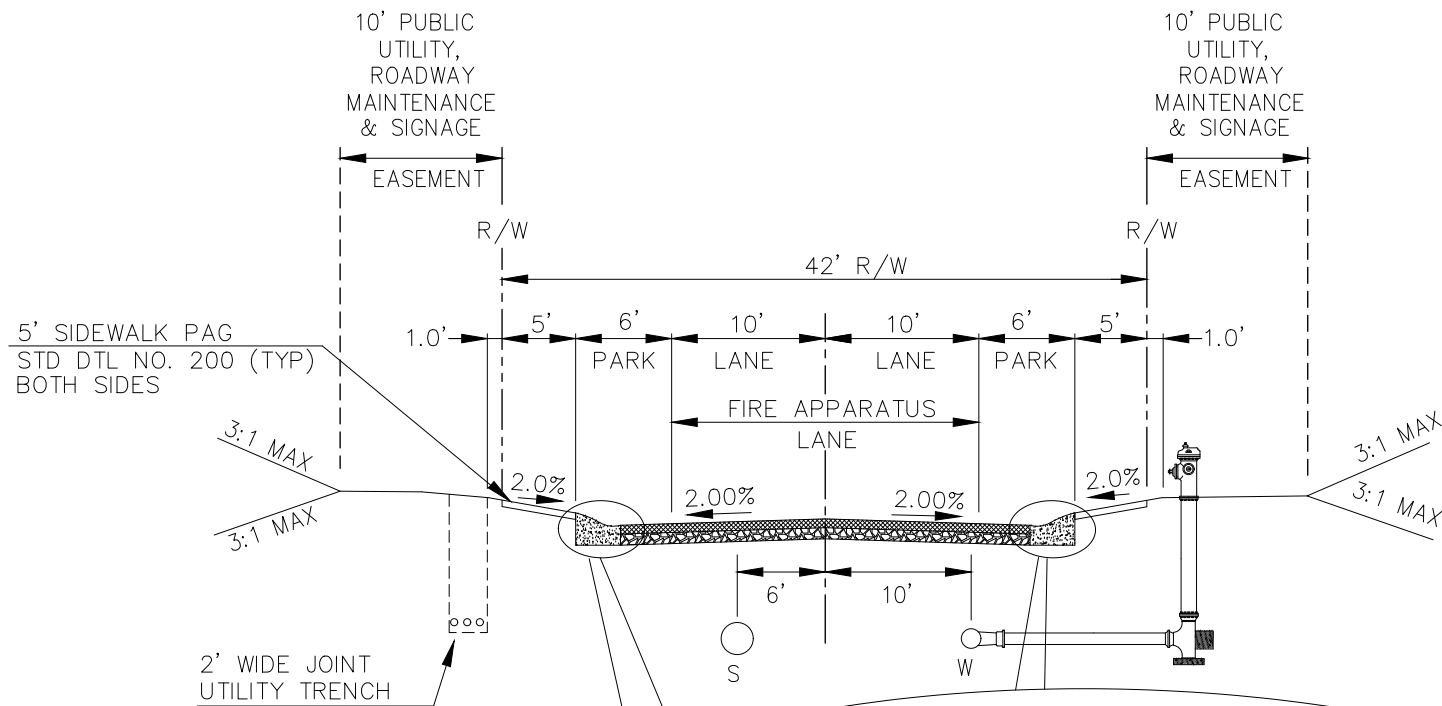 10' PUBLIC
UTILITY,
ROADWAY
MAINTENANCE
& SIGNAGE
EASEMENT
10' PUBLIC
UTILITY,
ROADWAY
MAINTENANCE
& SIGNAGE
EASEMENT
R/W
R/W
42' R/W
5' SIDEWALK PAG
STD DTL NO. 200 (TYP)
BOTH SIDES
1.0'
5'
6'
10'
10'
6'
5'
1.0'
PARK
LANE
LANE
PARK
FIRE APPARATUS
LANE
3:1 MAX
3:1 MAX
2.0%
2.00%
2.00%
2.0%
3:1 MAX
3:1 MAX
6'
10'
S
W
2' WIDE JOINT
UTILITY TRENCH